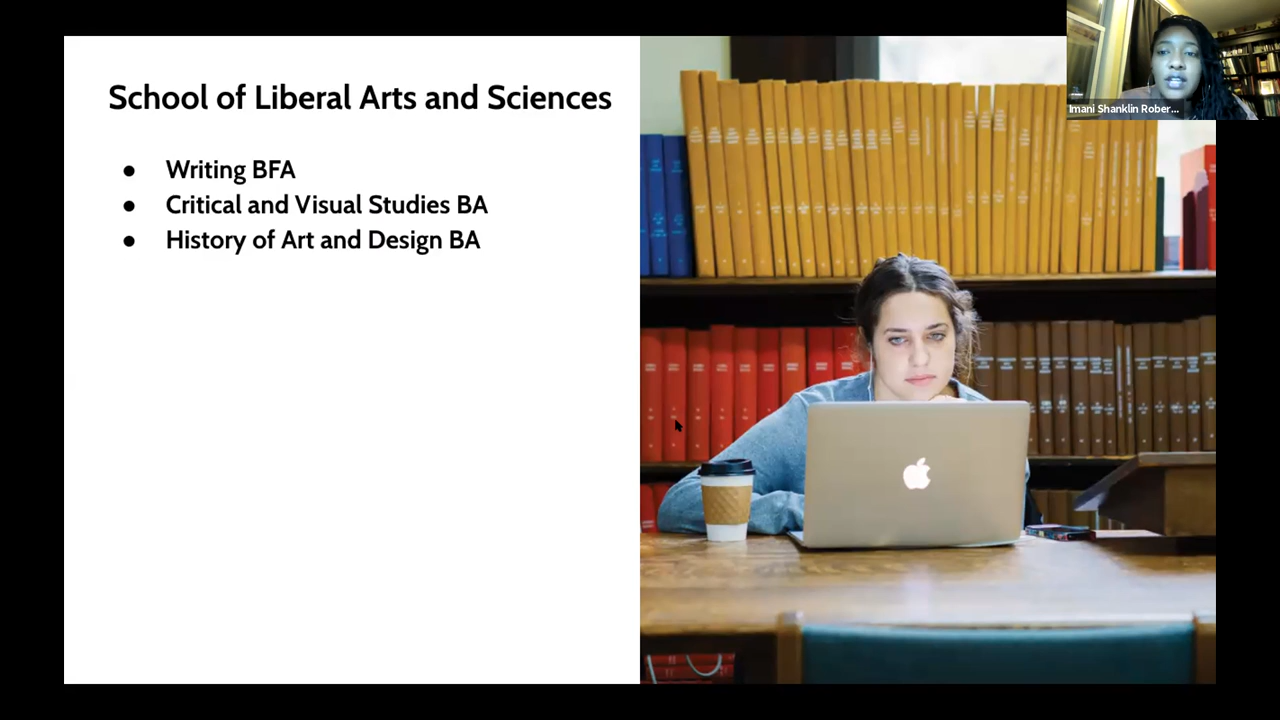 School of Liberal Arts and Sciences
● Writing BFA
● Critical and Visual Studies BA
● History of Art and Design BA
Imani Shanklin Rober...